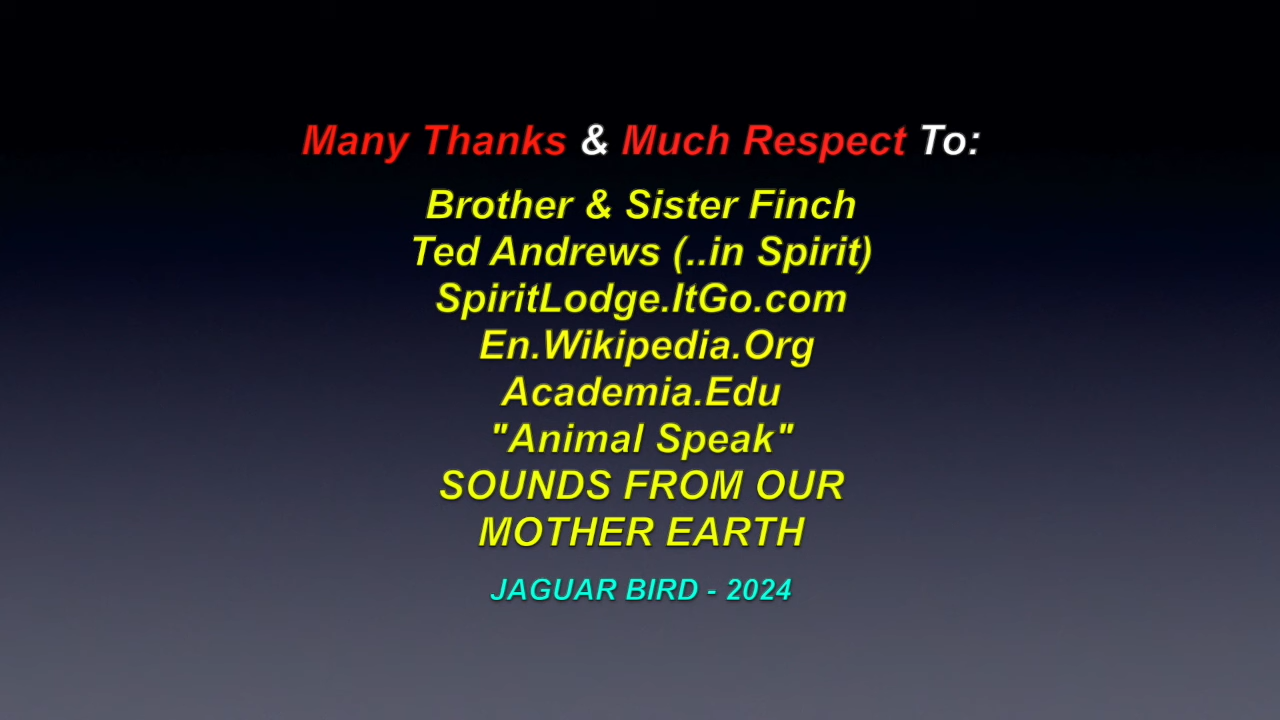 Many Thanks & Much Respect To:
Brother & Sister Finch
Ted Andrews (..in Spirit)
SpiritLodge.ItGo.com
En.Wikipedia.Org
Academia.Edu
"Animal Speak"
SOUNDS FROM OUR
MOTHER EARTH
JAGUAR BIRD - 2024